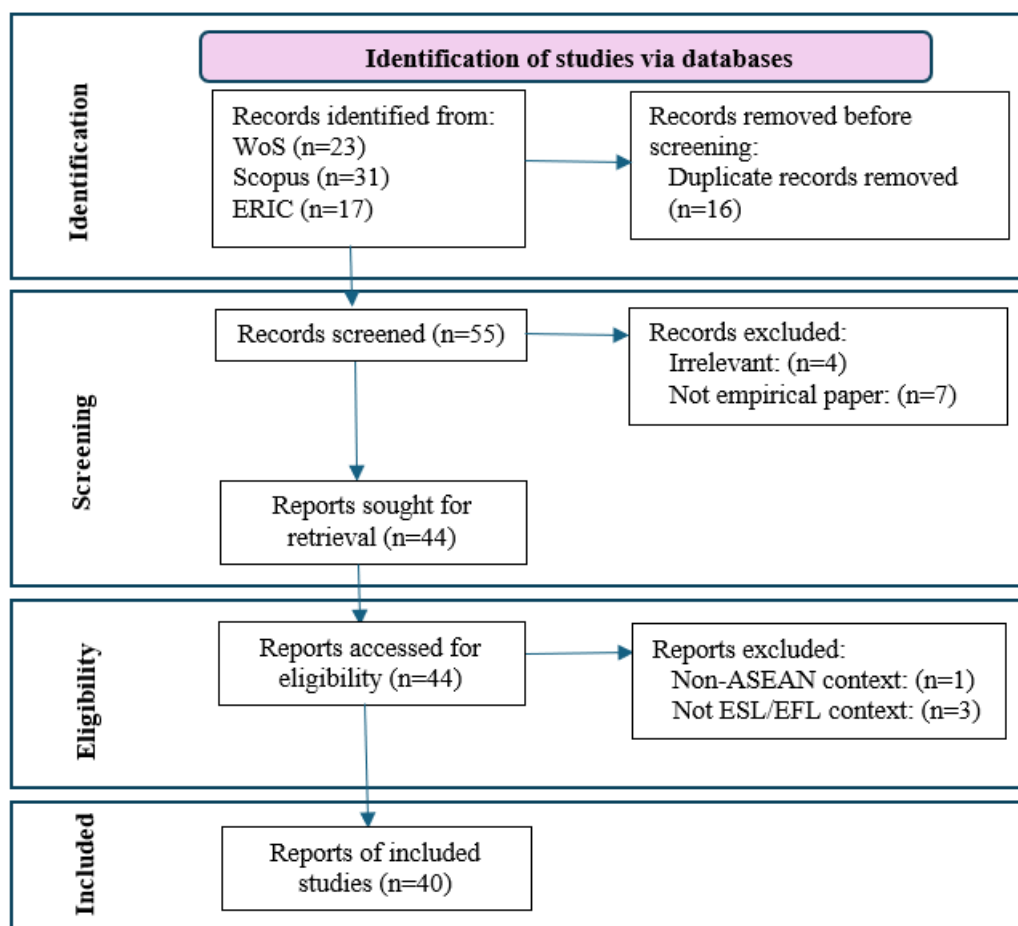 Identification of studies via databases
Identification
Records identified from:
WoS (n=23)
Scopus (n=31)
ERIC (n=17)
Records removed before
screening:
Duplicate records removed
(n=16)
Screening
Records screened (n=55)
Records excluded:
Irrelevant: (n=4)
Not empirical paper: (n=7)
Reports sought for
retrieval (n=44)
Eligibility
Reports accessed for
eligibility (n=44)
Reports excluded:
Non-ASEAN context: (n=1)
Not ESL/EFL context: (n=3)
Included
Reports of included
studies (n=40)